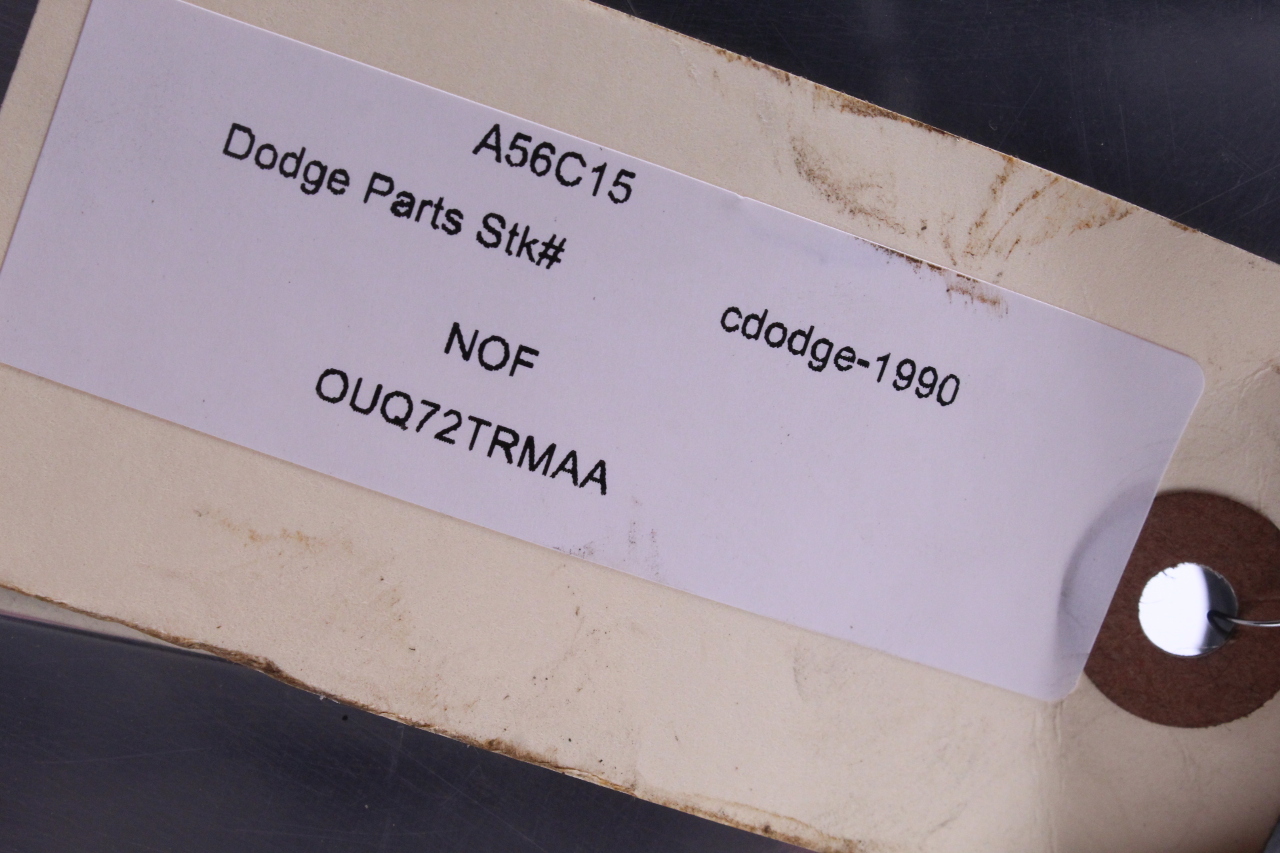 A56C15
Dodge Parts Stk#
cdodge-1990
NOF
OUQ72TRMAA